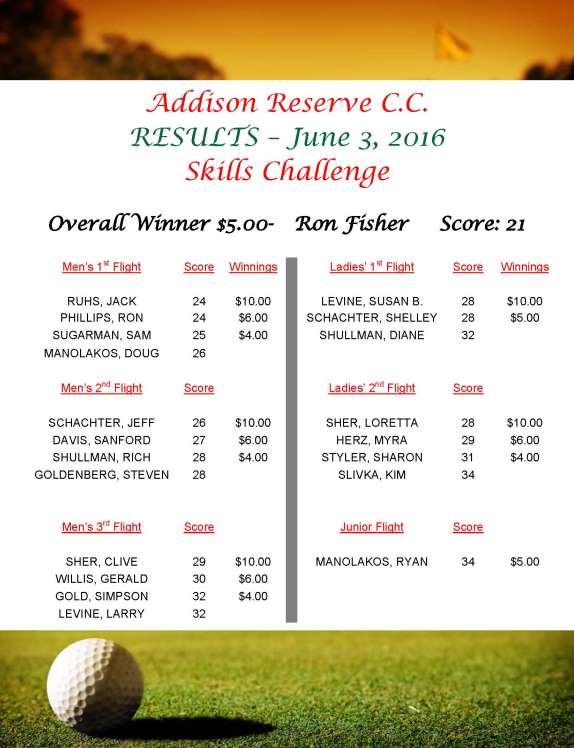 Addison Reserve C.C.
RESULTS – June 3, 2016
Skills Challenge
Overall Winner $5.00- Ron Fisher Score: 21
Men's 1st Flight Score Winnings
RUHS, JACK 24 $10.00
PHILLIPS, RON 24 $6.00
SUGARMAN, SAM 25 $4.00
MANOLAKOS, DOUG 26
Men's 2nd Flight Score
SCHACHTER, JEFF 26 $10.00
DAVIS, SANFORD 27 $6.00
SHULLMAN, RICH 28 $4.00
GOLDENBERG, STEVEN 28
Men's 3rd Flight Score
SHER, CLIVE 29 $10.00
WILLIS, GERALD 30 $6.00
GOLD, SIMPSON 32 $4.00
LEVINE, LARRY 32
Ladies' 1st Flight Score Winnings
LEVINE, SUSAN B. 28 $10.00
SCHACHTER, SHELLEY 28 $5.00
SHULLMAN, DIANE 32
Ladies' 2nd Flight Score
SHER, LORETTA 28 $10.00
HERZ, MYRA 29 $6.00
STYLER, SHARON 31 $4.00
SLIVKA, KIM 34
Junior Flight Score
MANOLAKOS, RYAN 34 $5.00